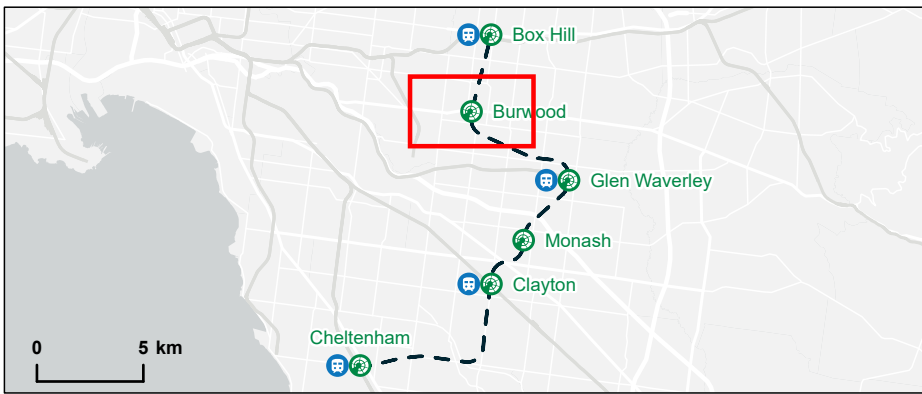 Box Hill
Burwood
Glen Waverley
Monash
Clayton
Cheltenham
0 5 km